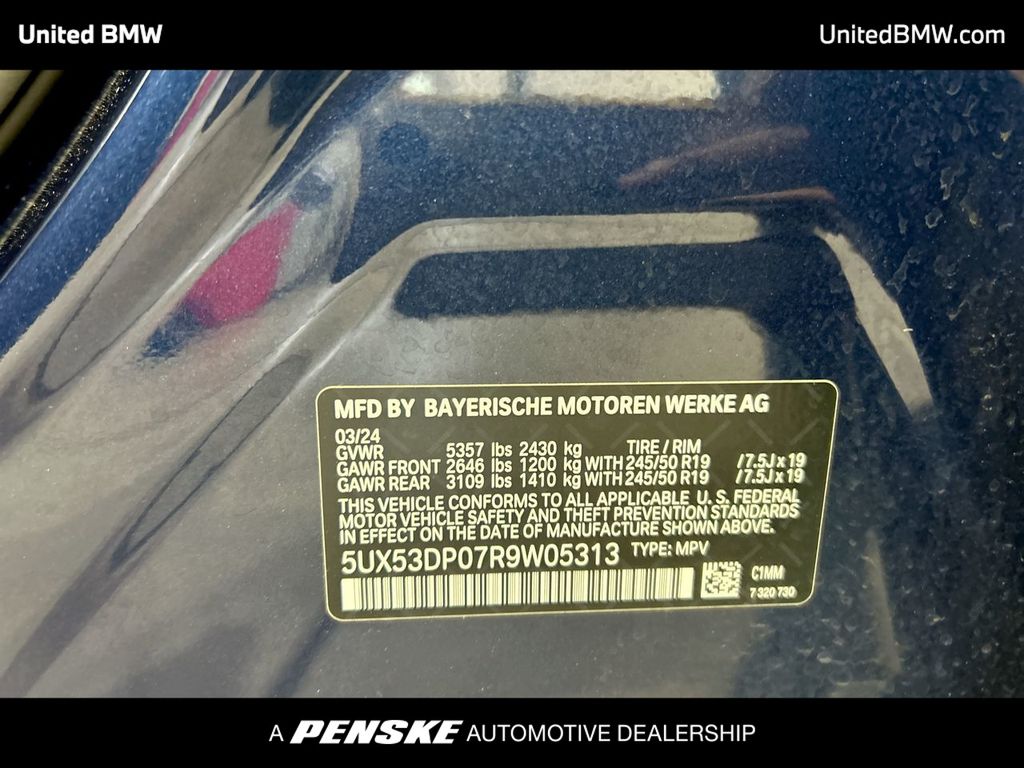 United BMW
UnitedBMW.com
MFD BY BAYERISCHE MOTOREN WERKE AG
03/24
GVWR 5357 lbs 2430 kg TIRE / RIM
GAWR FRONT 2646 lbs 1200 kg WITH 245/50 R19 /7.5J x 19
GAWR REAR 3109 lbs 1410 kg WITH 245/50 R19 /7.5J x 19
THIS VEHICLE CONFORMS TO ALL APPLICABLE U. S. FEDERAL
MOTOR VEHICLE SAFETY AND THEFT PREVENTION STANDARDS
IN EFFECT ON THE DATE OF MANUFACTURE SHOWN ABOVE.
5UX53DP07R9W05313 TYPE: MPV
C1MM
7 320 730
A PENSKE AUTOMOTIVE DEALERSHIP